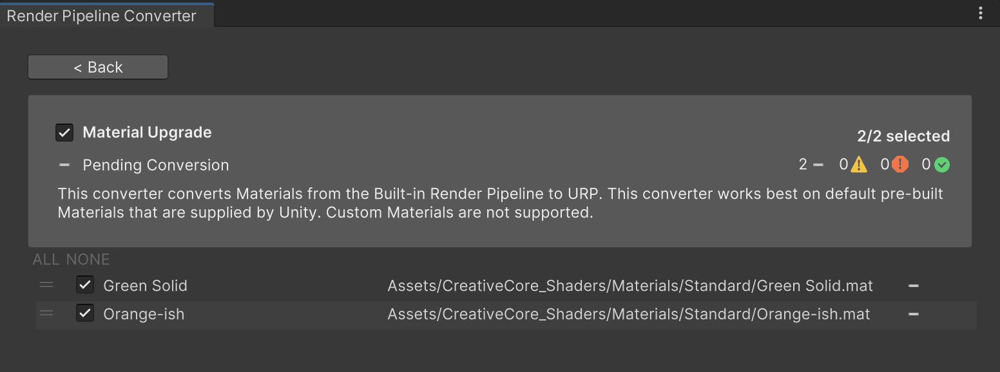 Render Pipeline Converter
< Back
Material Upgrade
2/2 selected
Pending Conversion
2 0 0 0
This converter converts Materials from the Built-in Render Pipeline to URP. This converter works best on default pre-built
Materials that are supplied by Unity. Custom Materials are not supported.
ALL NONE
Green Solid Assets/CreativeCore_Shaders/Materials/Standard/Green Solid.mat
Orange-ish Assets/CreativeCore_Shaders/Materials/Standard/Orange-ish.mat